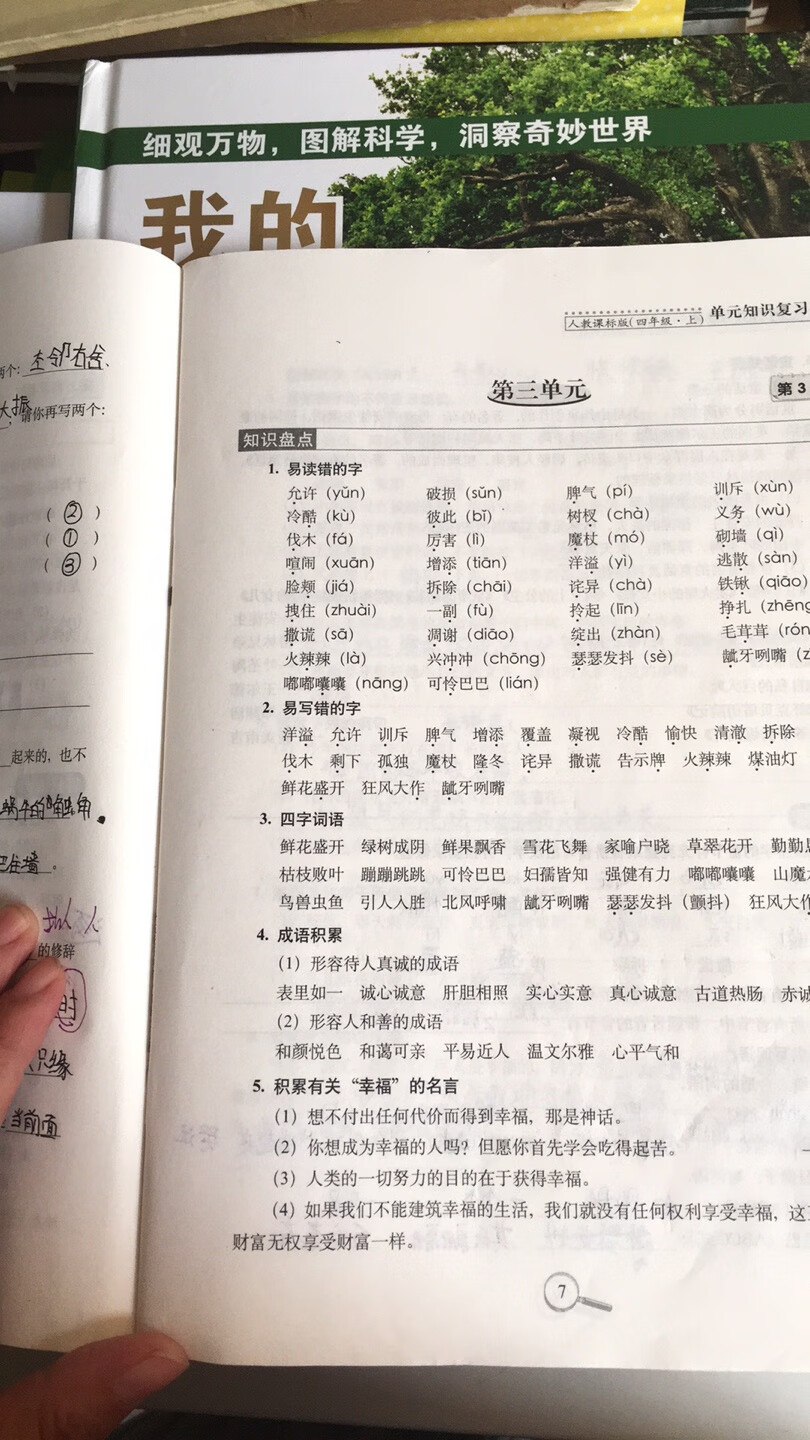 细观万物，图解科学，洞察奇妙世界
我的
两个：左邻右舍、
大振，请你再写两个：
（②）
（①）
（③）
起来的，也不
巴住墙。
拟人
的修辞
只缘
当前面
人教课标版(四年级·上) 单元知识复习
第三单元
第3
知识盘点
1. 易读错的字
允许（yǔn） 破损（sǔn） 脾气（pí） 训斥（xùn）
冷酷（kù） 彼此（bǐ） 树杈（chà） 义务（wù）
伐木（fá） 厉害（lì） 魔杖（mó） 砌墙（qì）
喧闹（xuān） 增添（tiān） 洋溢（yì） 逃散（sàn）
脸颊（jiá） 拆除（chāi） 诧异（chà） 铁锹（qiāo）
拽住（zhuài） 一副（fù） 拎起（līn） 挣扎（zhēng
撒谎（sā） 凋谢（diāo） 绽出（zhàn） 毛茸茸（rón
火辣辣（là） 兴冲冲（chōng） 瑟瑟发抖（sè） 龇牙咧嘴（z
嘟嘟囔囔（nāng） 可怜巴巴（lián）
2. 易写错的字
洋溢 允许 训斥 脾气 增添 覆盖 凝视 冷酷 愉快 清澈 拆除
伐木 剩下 孤独 魔杖 隆冬 诧异 撒谎 告示牌 火辣辣 煤油灯
鲜花盛开 狂风大作 龇牙咧嘴
3. 四字词语
鲜花盛开 绿树成阴 鲜果飘香 雪花飞舞 家喻户晓 草翠花开 勤勤恳
枯枝败叶 蹦蹦跳跳 可怜巴巴 妇孺皆知 强健有力 嘟嘟囔囔 山魔
鸟兽虫鱼 引人入胜 北风呼啸 龇牙咧嘴 瑟瑟发抖（颤抖） 狂风大作
4. 成语积累
（1）形容待人真诚的成语
表里如一 诚心诚意 肝胆相照 实心实意 真心诚意 古道热肠 赤诚
（2）形容人和善的成语
和颜悦色 和蔼可亲 平易近人 温文尔雅 心平气和
5. 积累有关“幸福”的名言
（1）想不付出任何代价而得到幸福，那是神话。
（2）你想成为幸福的人吗？但愿你首先学会吃得起苦。
（3）人类的一切努力的目的在于获得幸福。
（4）如果我们不能建筑幸福的生活，我们就没有任何权利享受幸福，这
财富无权享受财富一样。
7